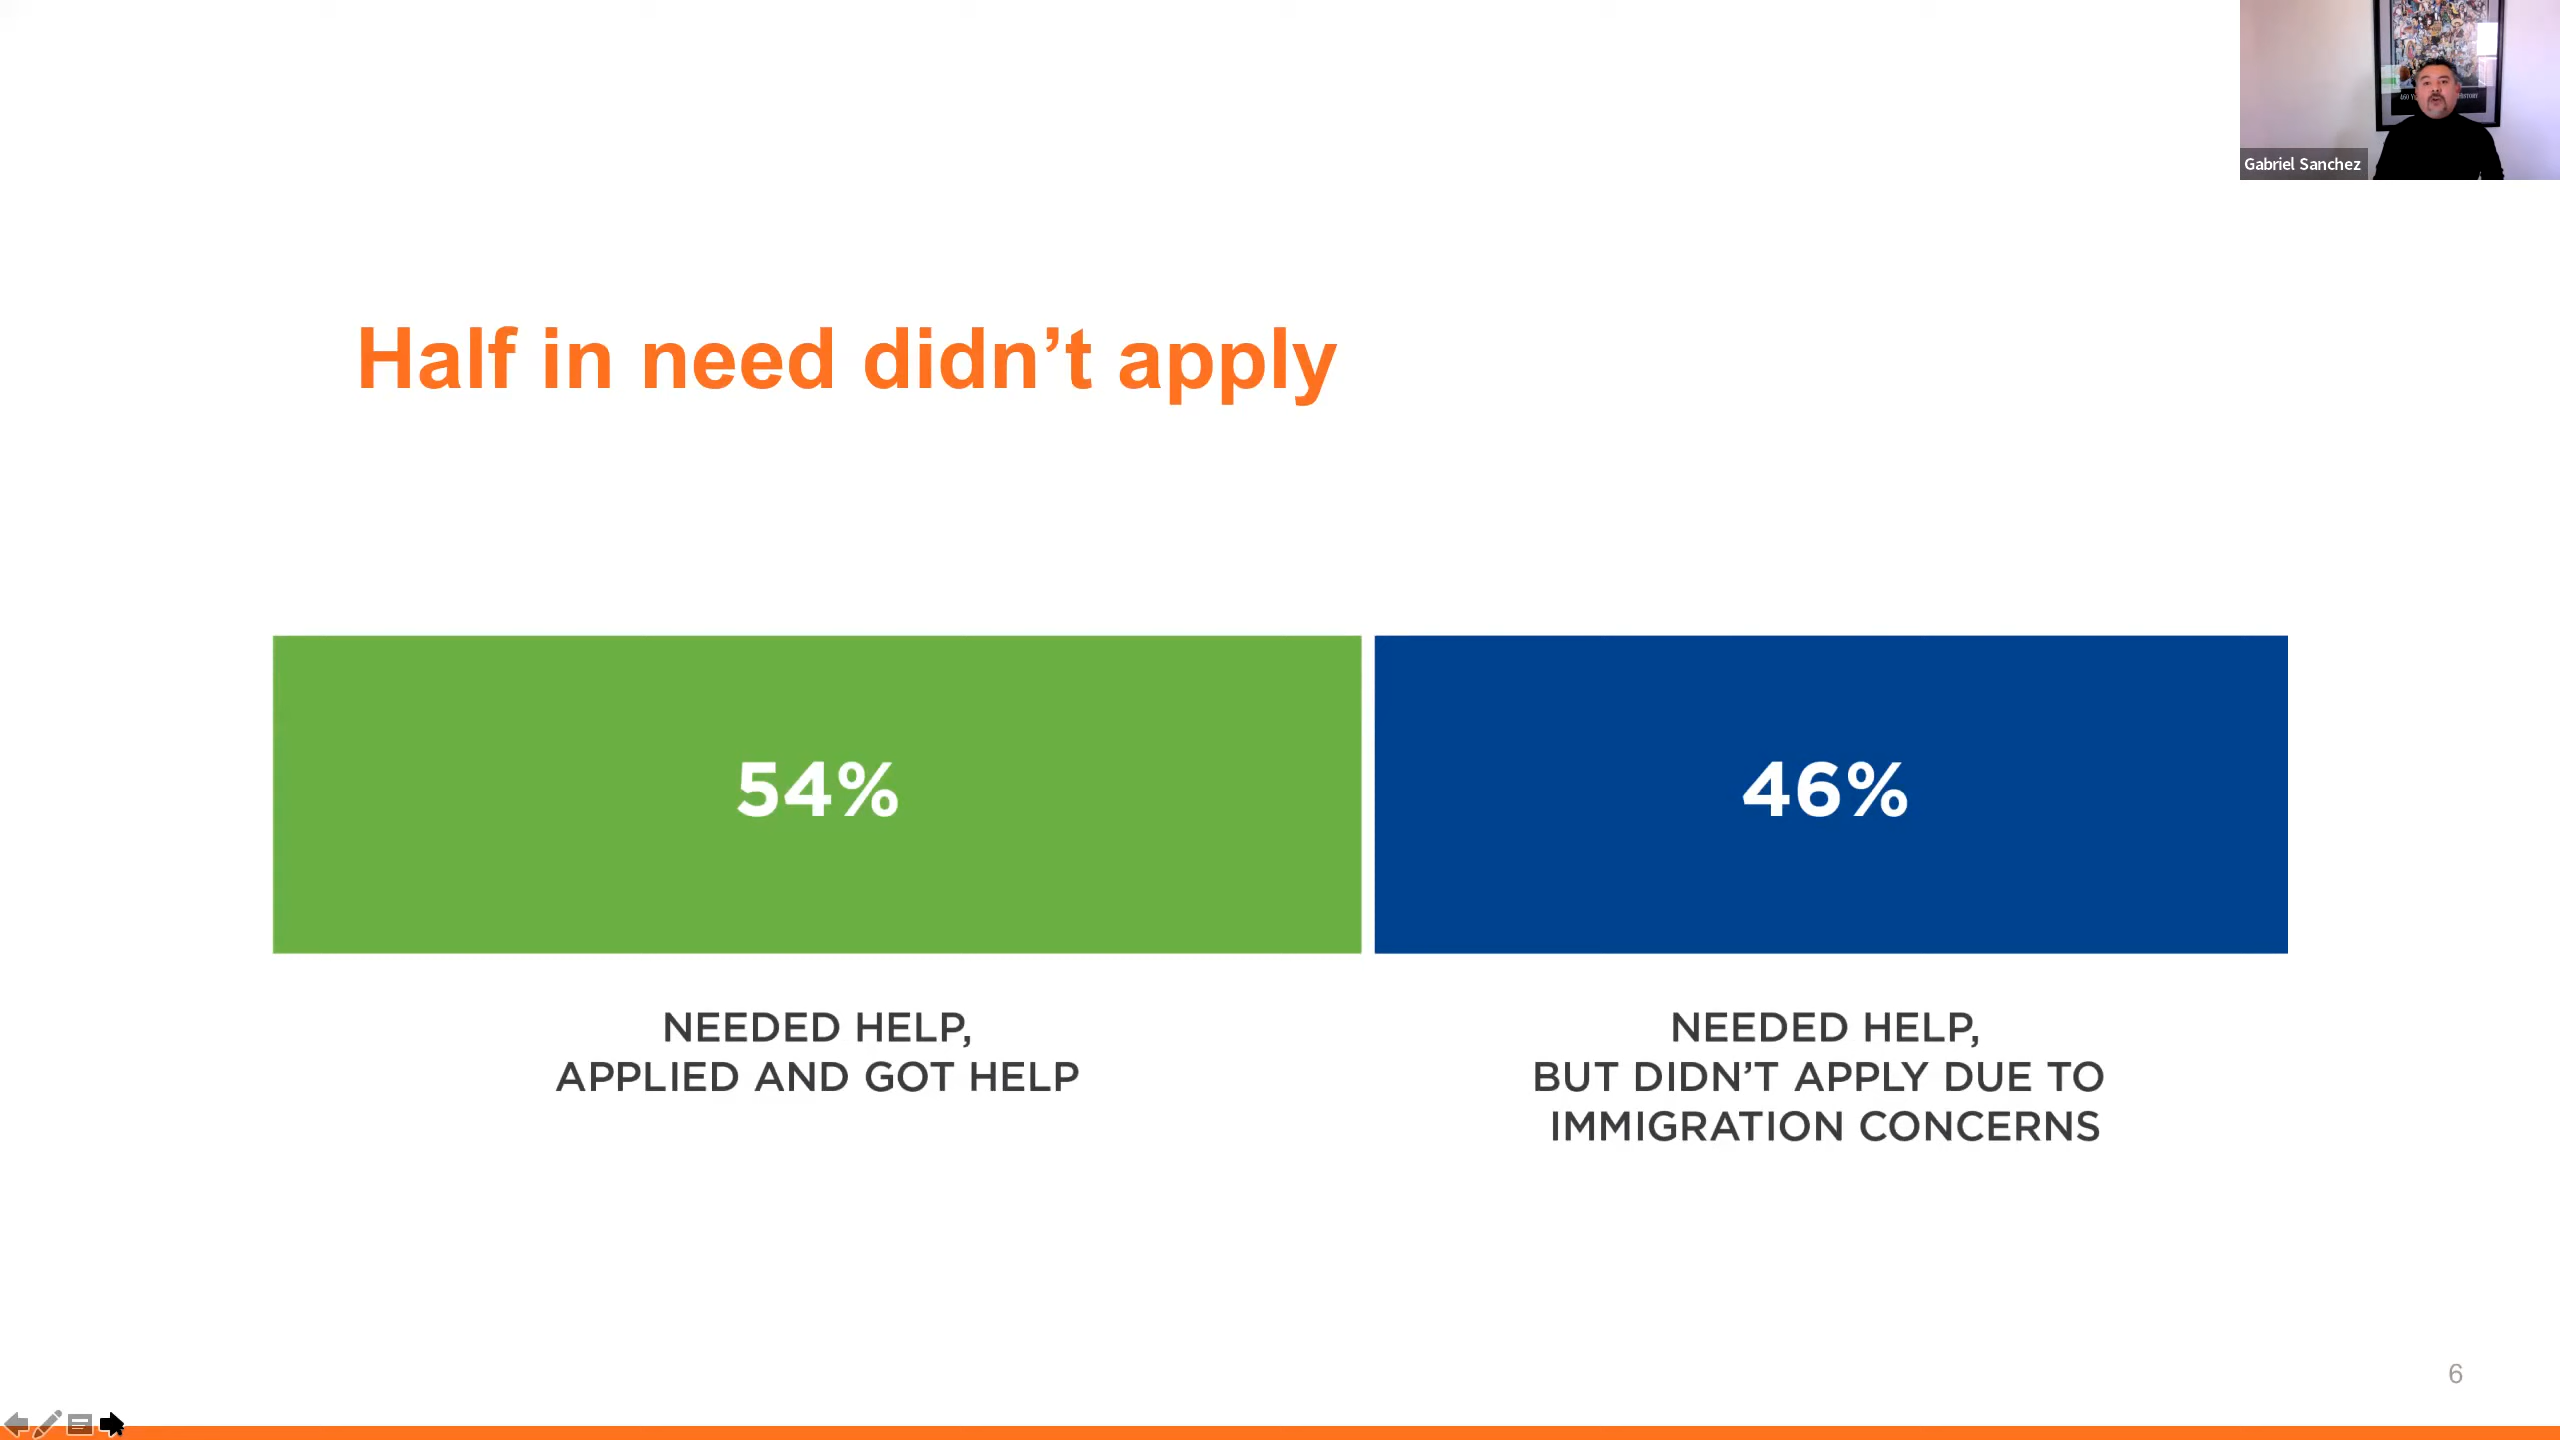 Gabriel Sanchez
Half in need didn’t apply
54%
46%
NEEDED HELP,
APPLIED AND GOT HELP
NEEDED HELP,
BUT DIDN’T APPLY DUE TO
IMMIGRATION CONCERNS
6